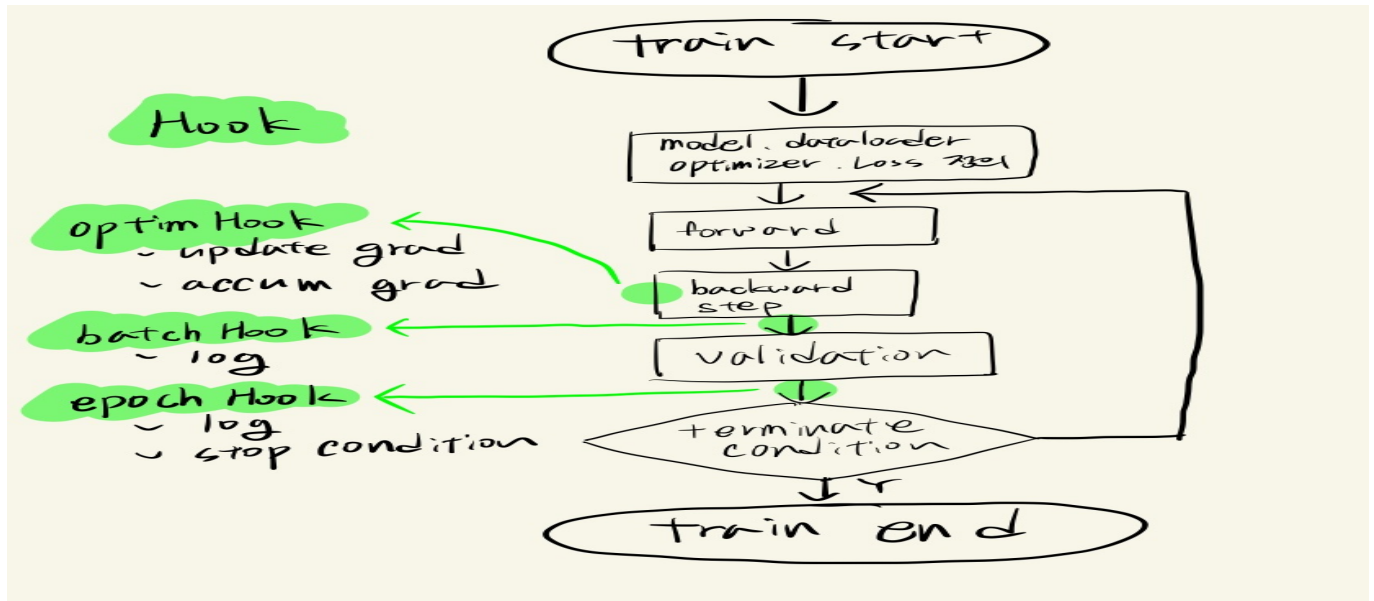 train start
Hook
model. dataloader
optimizer. Loss 정의
forward
optim Hook
- update grad
- accum grad
backward
step
batch Hook
- log
validation
epoch Hook
- log
- stop condition
terminate
condition
Y
train end